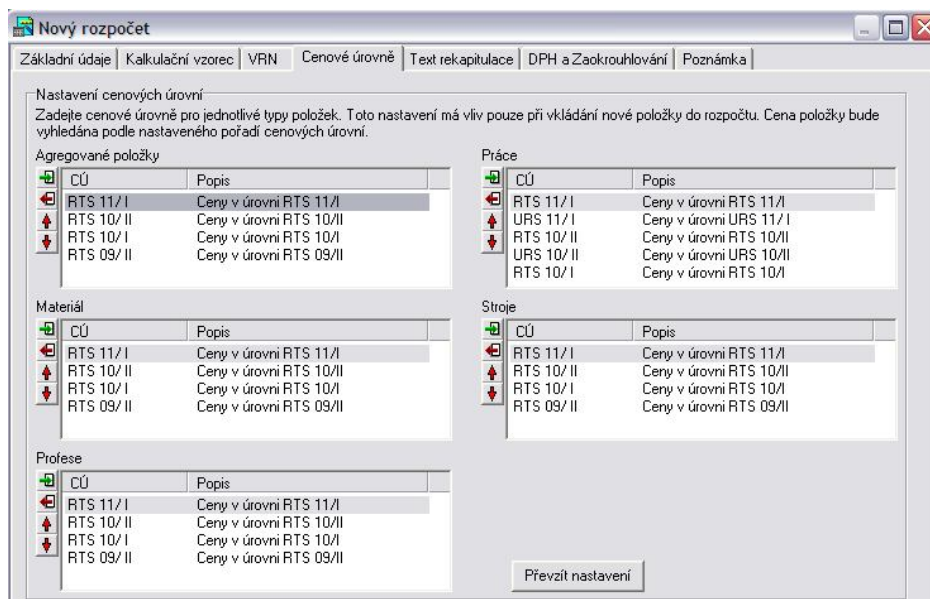 Nový rozpočet
Základní údaje Kalkulační vzorec VRN Cenové úrovně Text rekapitulace DPH a Zaokrouhlování Poznámka
Nastavení cenových úrovní
Zadejte cenové úrovně pro jednotlivé typy položek. Toto nastavení má vliv pouze při vkládání nové položky do rozpočtu. Cena položky bude
vyhledána podle nastaveného pořadí cenových úrovní.
Agregované položky
CÚ Popis
RTS 11/ I Ceny v úrovni RTS 11/I
RTS 10/ II Ceny v úrovni RTS 10/II
RTS 10/ I Ceny v úrovni RTS 10/I
RTS 09/ II Ceny v úrovni RTS 09/II
Práce
CÚ Popis
RTS 11/ I Ceny v úrovni RTS 11/I
URS 11/ I Ceny v úrovni URS 11/ I
RTS 10/ II Ceny v úrovni RTS 10/II
URS 10/ II Ceny v úrovni URS 10/II
RTS 10/ I Ceny v úrovni RTS 10/I
Materiál
CÚ Popis
RTS 11/ I Ceny v úrovni RTS 11/I
RTS 10/ II Ceny v úrovni RTS 10/II
RTS 10/ I Ceny v úrovni RTS 10/I
RTS 09/ II Ceny v úrovni RTS 09/II
Stroje
CÚ Popis
RTS 11/ I Ceny v úrovni RTS 11/I
RTS 10/ II Ceny v úrovni RTS 10/II
RTS 10/ I Ceny v úrovni RTS 10/I
RTS 09/ II Ceny v úrovni RTS 09/II
Profese
CÚ Popis
RTS 11/ I Ceny v úrovni RTS 11/I
RTS 10/ II Ceny v úrovni RTS 10/II
RTS 10/ I Ceny v úrovni RTS 10/I
RTS 09/ II Ceny v úrovni RTS 09/II
Převzít nastavení